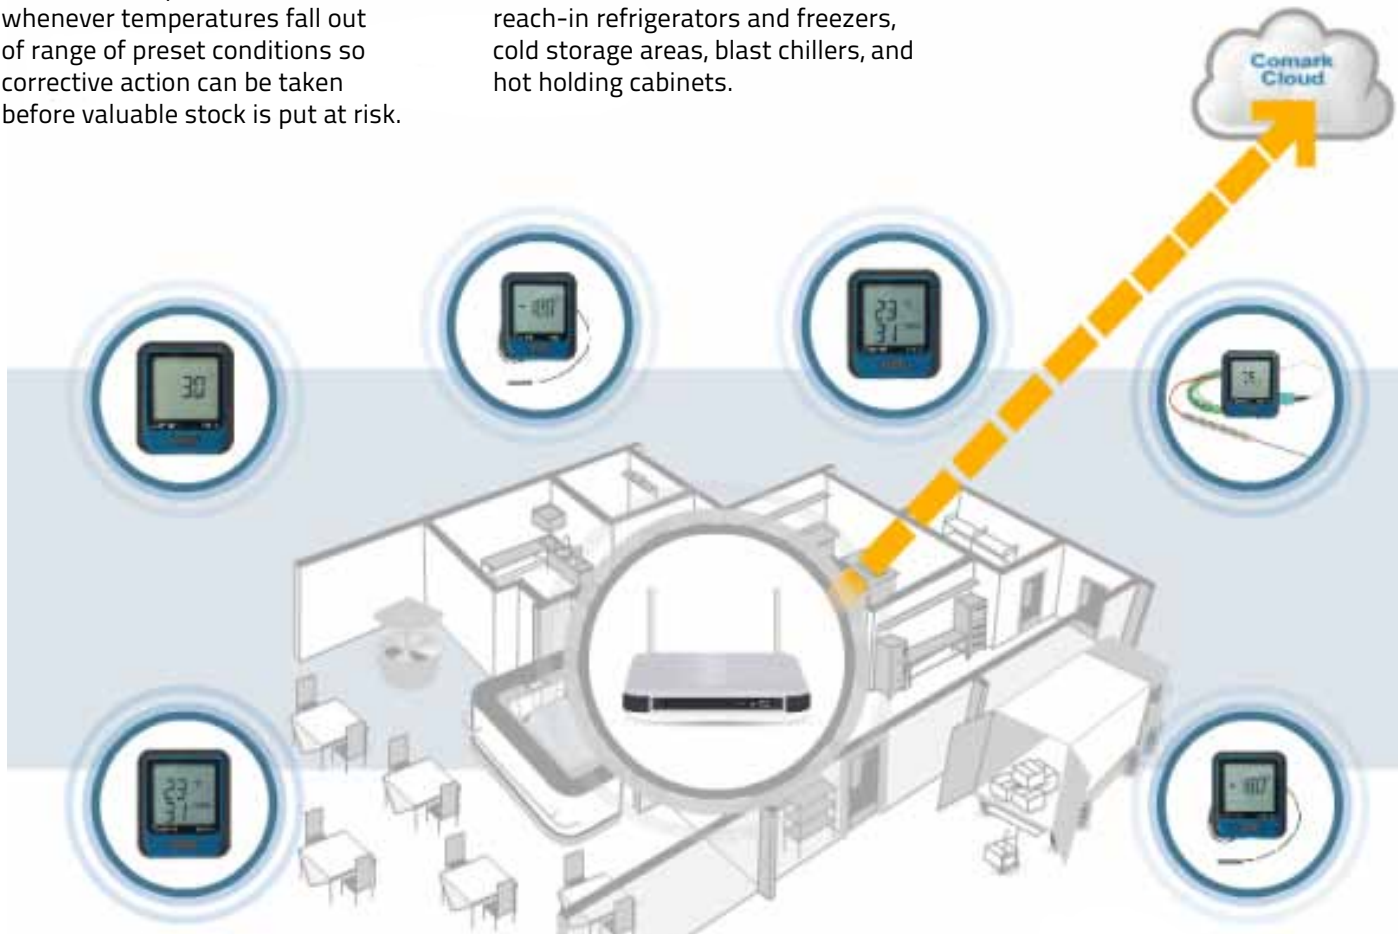 whenever temperatures fall out
of range of preset conditions so
corrective action can be taken
before valuable stock is put at risk.
reach-in refrigerators and freezers,
cold storage areas, blast chillers, and
hot holding cabinets.
Comark
Cloud
30
23
31